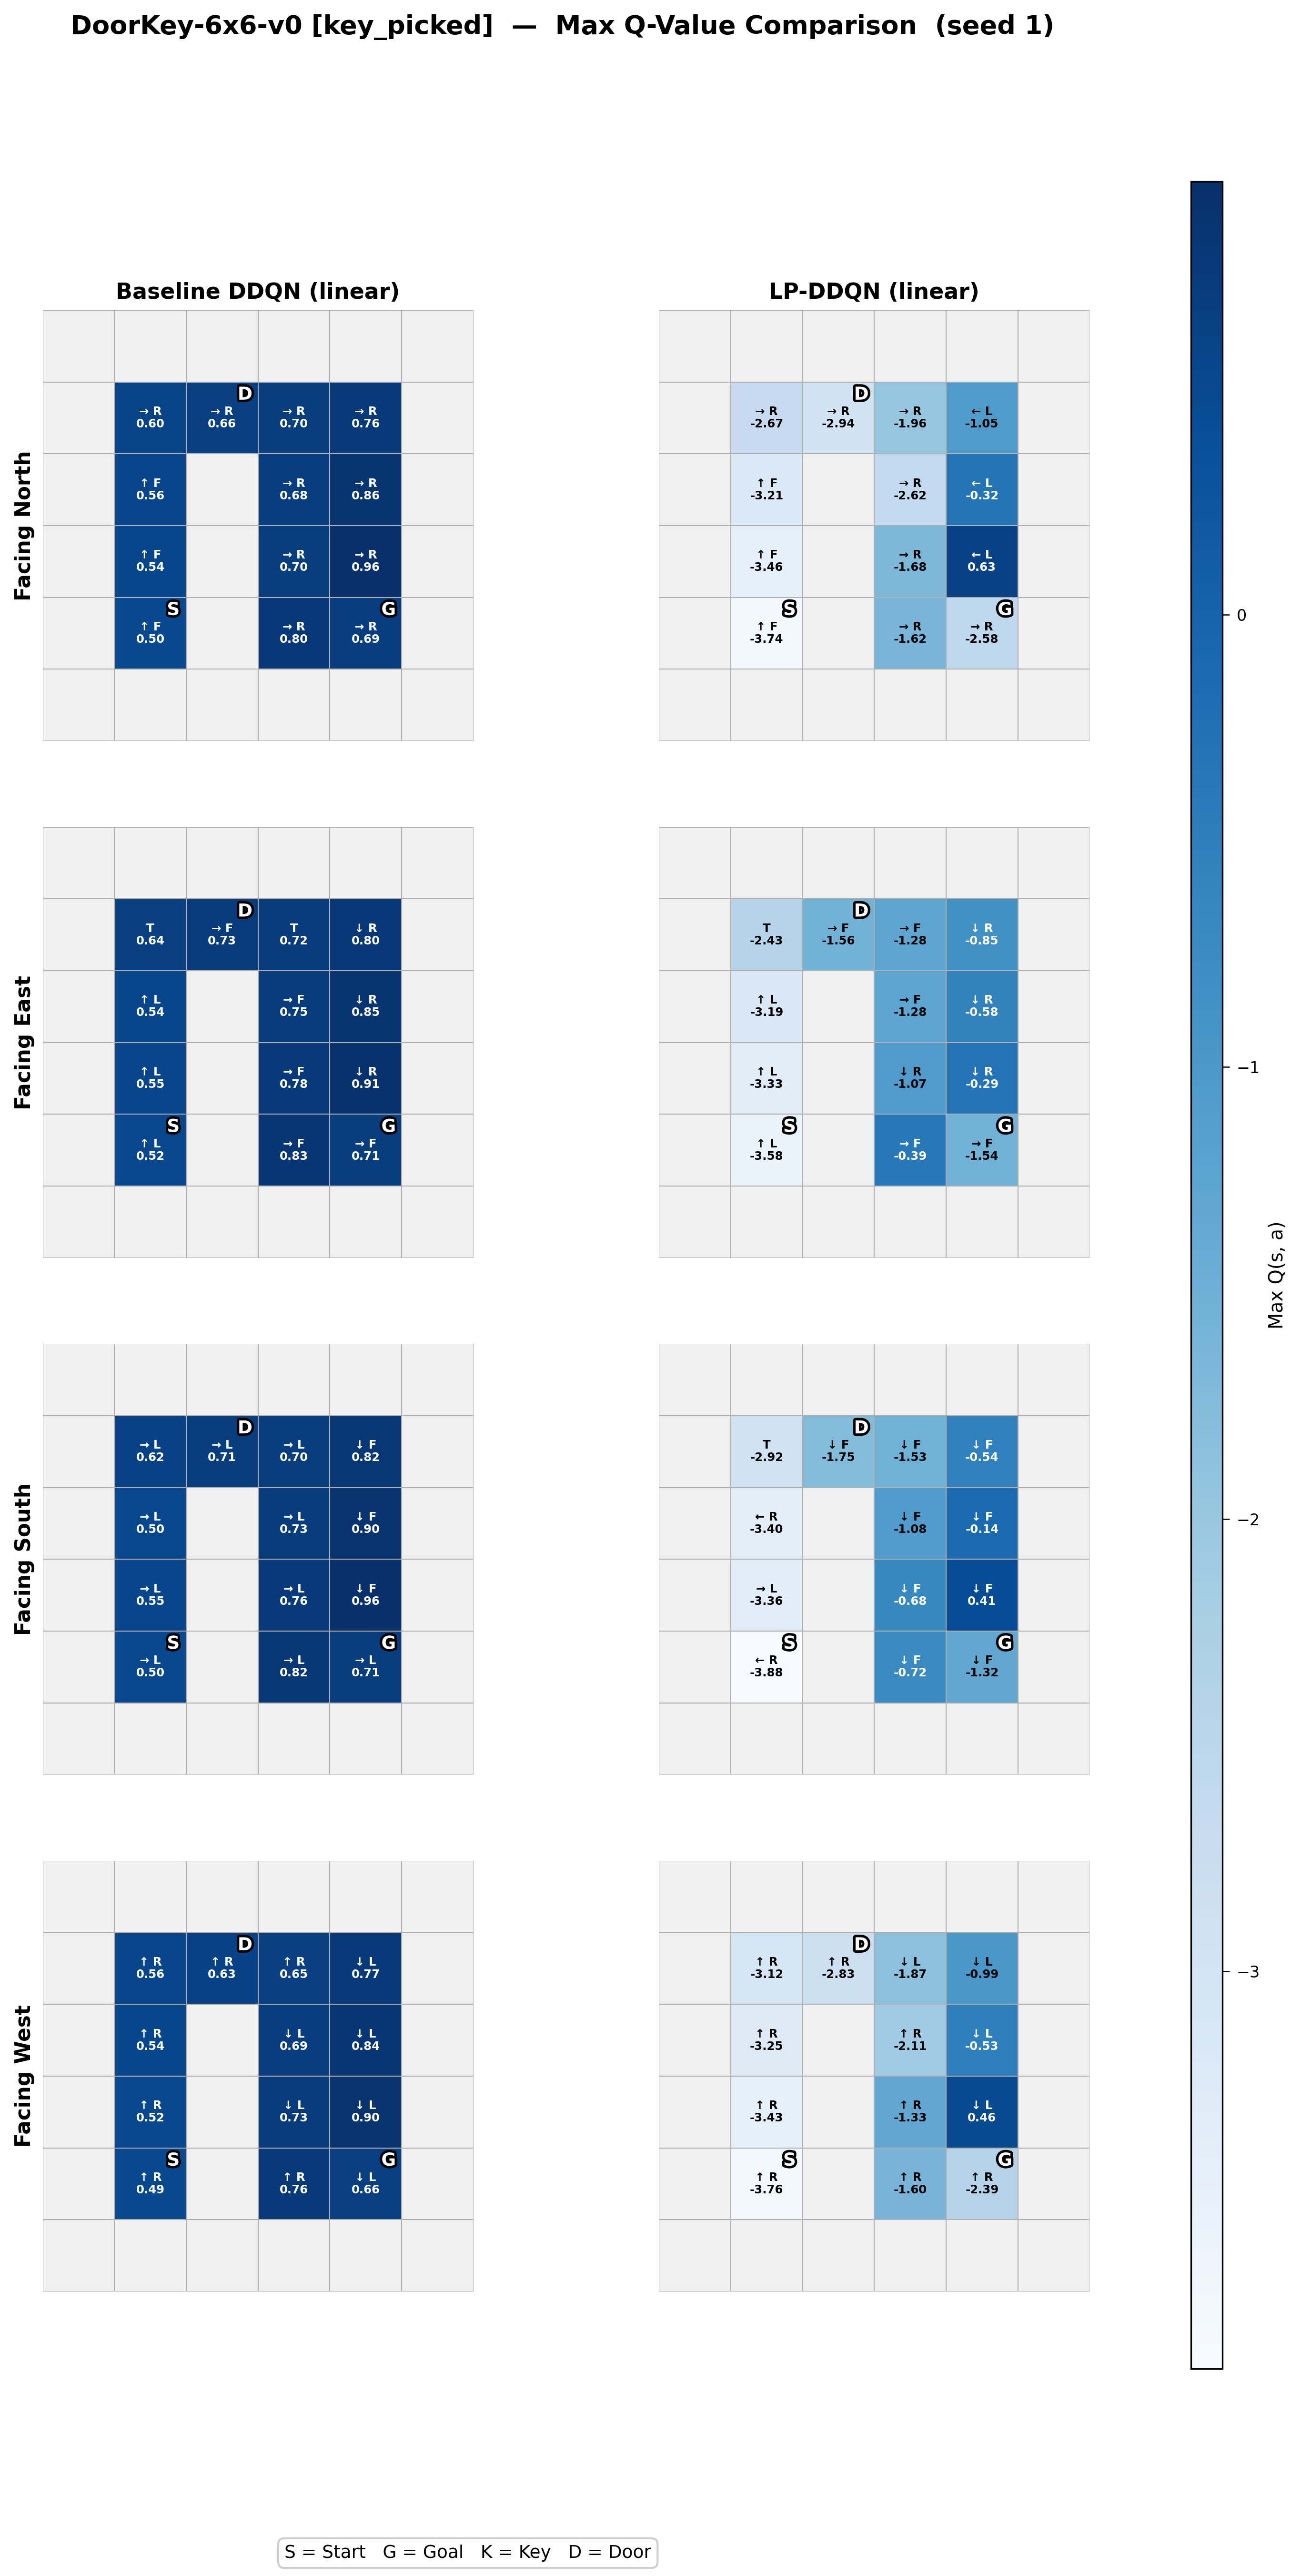 DoorKey-6x6-v0 [key_picked] — Max Q-Value Comparison (seed 1)
Baseline DDQN (linear)
LP-DDQN (linear)
Facing North
D
→ R → R → R → R
0.60 0.66 0.70 0.76
↑ F → R → R
0.56 0.68 0.86
↑ F → R → R
0.54 0.70 0.96
S G
↑ F → R → R
0.50 0.80 0.69
D
→ R → R → R ← L
-2.67 -2.94 -1.96 -1.05
↑ F → R ← L
-3.21 -2.62 -0.32
↑ F → R ← L
-3.46 -1.68 0.63
S G
↑ F → R → R
-3.74 -1.62 -2.58
Facing East
D
T → F T ↓ R
0.64 0.73 0.72 0.80
↑ L → F ↓ R
0.54 0.75 0.85
↑ L → F ↓ R
0.55 0.78 0.91
S G
↑ L → F → F
0.52 0.83 0.71
D
T → F → F ↓ R
-2.43 -1.56 -1.28 -0.85
↑ L → F ↓ R
-3.19 -1.28 -0.58
↑ L ↓ R ↓ R
-3.33 -1.07 -0.29
S G
↑ L → F → F
-3.58 -0.39 -1.54
Facing South
D
→ L → L → L ↓ F
0.62 0.71 0.70 0.82
→ L → L ↓ F
0.50 0.73 0.90
→ L → L ↓ F
0.55 0.76 0.96
S G
→ L → L → L
0.50 0.82 0.71
D
T ↓ F ↓ F ↓ F
-2.92 -1.75 -1.53 -0.54
← R ↓ F ↓ F
-3.40 -1.08 -0.14
→ L ↓ F ↓ F
-3.36 -0.68 0.41
S G
← R ↓ F ↓ F
-3.88 -0.72 -1.32
Facing West
D
↑ R ↑ R ↑ R ↓ L
0.56 0.63 0.65 0.77
↑ R ↓ L ↓ L
0.54 0.69 0.84
↑ R ↓ L ↓ L
0.52 0.73 0.90
S G
↑ R ↑ R ↓ L
0.49 0.76 0.66
D
↑ R ↑ R ↓ L ↓ L
-3.12 -2.83 -1.87 -0.99
↑ R ↑ R ↓ L
-3.25 -2.11 -0.53
↑ R ↑ R ↓ L
-3.43 -1.33 0.46
S G
↑ R ↑ R ↑ R
-3.76 -1.60 -2.39
0
−1
−2
−3
Max Q(s, a)
S = Start G = Goal K = Key D = Door